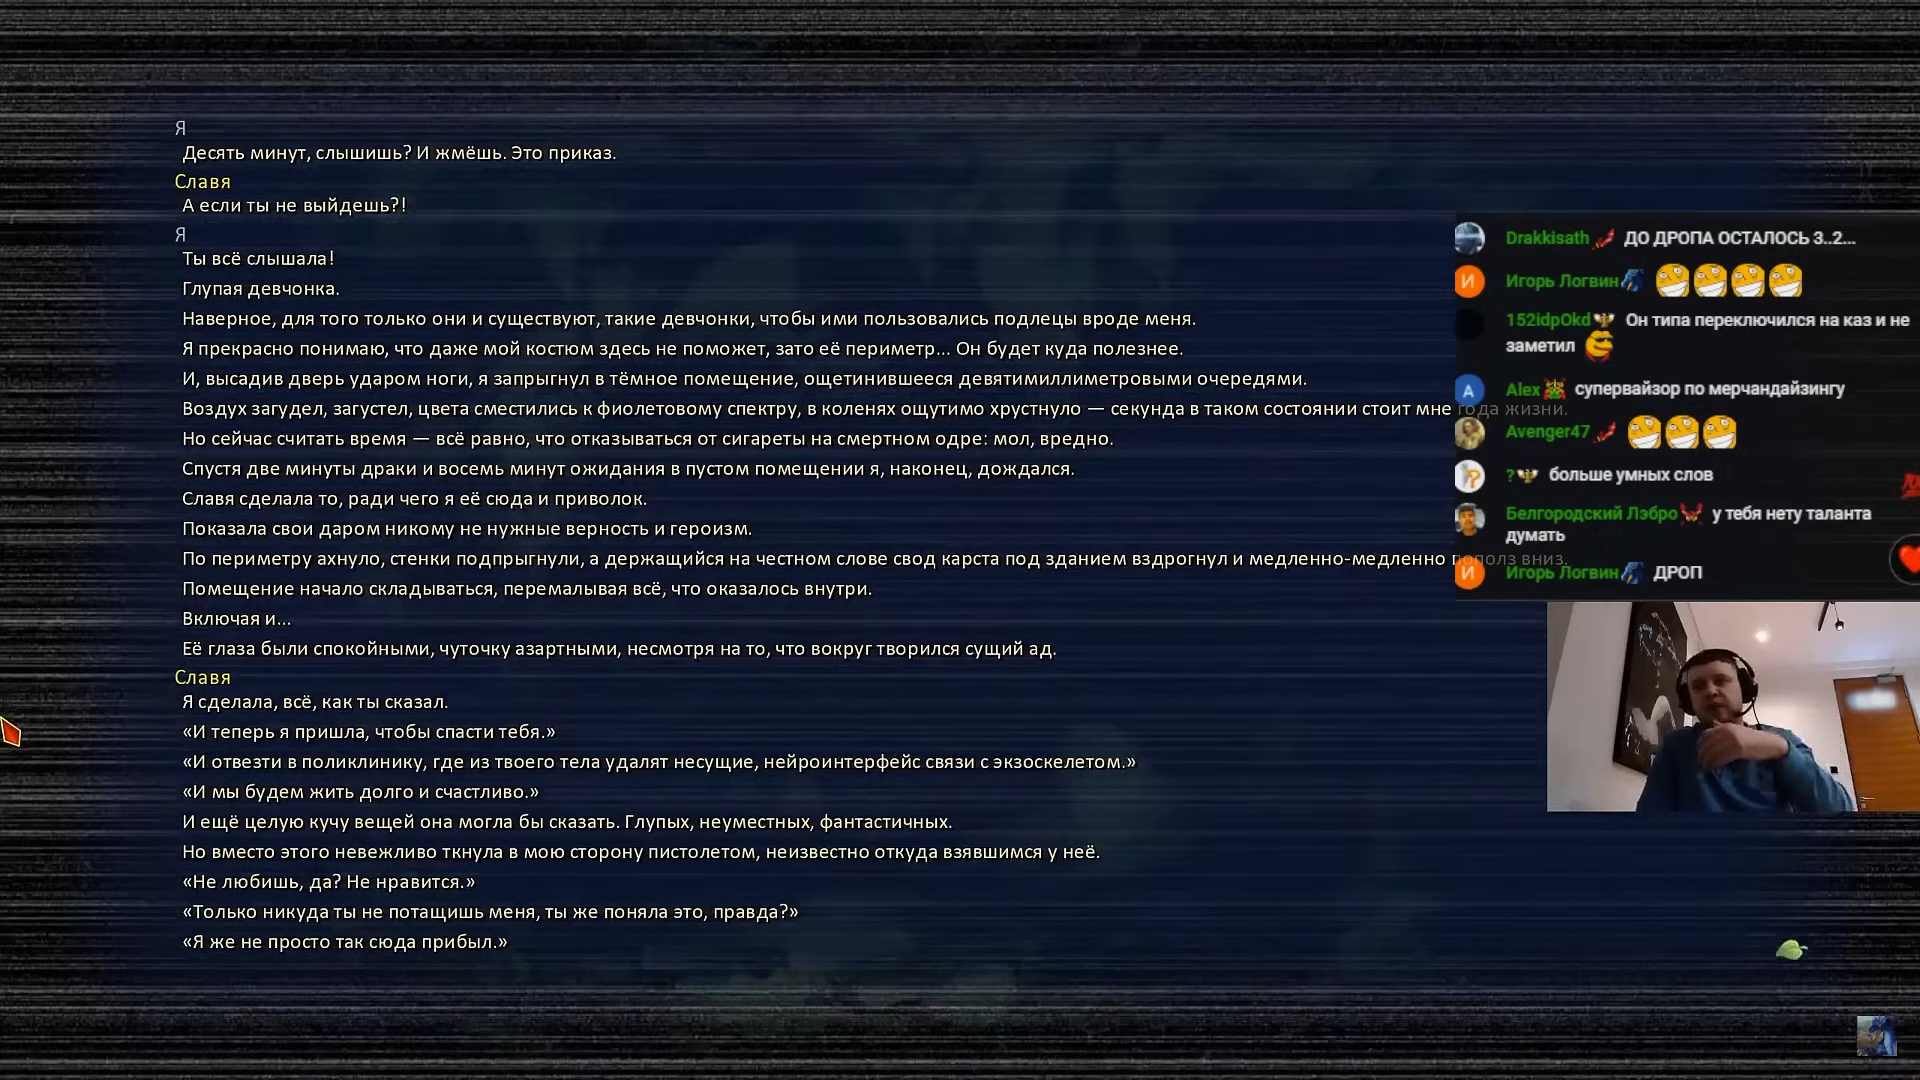 Я
Десять минут, слышишь? И жмёшь. Это приказ.
Славя
А если ты не выйдешь?!
Я
Ты всё слышала!
Глупая девчонка.
Наверное, для того только они и существуют, такие девчонки, чтобы ими пользовались подлецы вроде меня.
Я прекрасно понимаю, что даже мой костюм здесь не поможет, зато её периметр... Он будет куда полезнее.
И, высадив дверь ударом ноги, я запрыгнул в тёмное помещение, ощетинившееся девятимиллиметровыми очередями.
Воздух загудел, загустел, цвета сместились к фиолетовому спектру, в коленях ощутимо хрустнуло — секунда в таком состоянии стоит мне года жизни.
Но сейчас считать время — всё равно, что отказываться от сигареты на смертном одре: мол, вредно.
Спустя две минуты драки и восемь минут ожидания в пустом помещении я, наконец, дождался.
Славя сделала то, ради чего я её сюда и приволок.
Показала свои даром никому не нужные верность и героизм.
По периметру ахнуло, стенки подпрыгнули, а держащийся на честном слове свод карста под зданием вздрогнул и медленно-медленно пополз вниз.
Помещение начало складываться, перемалывая всё, что оказалось внутри.
Включая и...
Её глаза были спокойными, чуточку азартными, несмотря на то, что вокруг творился сущий ад.
Славя
Я сделала, всё, как ты сказал.
«И теперь я пришла, чтобы спасти тебя.»
«И отвезти в поликлинику, где из твоего тела удалят несущие, нейроинтерфейс связи с экзоскелетом.»
«И мы будем жить долго и счастливо.»
И ещё целую кучу вещей она могла бы сказать. Глупых, неуместных, фантастичных.
Но вместо этого невежливо ткнула в мою сторону пистолетом, неизвестно откуда взявшимся у неё.
«Не любишь, да? Не нравится.»
«Только никуда ты не потащишь меня, ты же поняла это, правда?»
«Я же не просто так сюда прибыл.»
Drakkisath ДО ДРОПА ОСТАЛОСЬ 3..2...
И Игорь Логвин
152idpOkd Он типа переключился на каз и не
заметил
A Alex супервайзор по мерчандайзингу
Avenger47
? ? больше умных слов
Белгородский Лэбро у тебя нету таланта
думать
И Игорь Логвин ДРОП